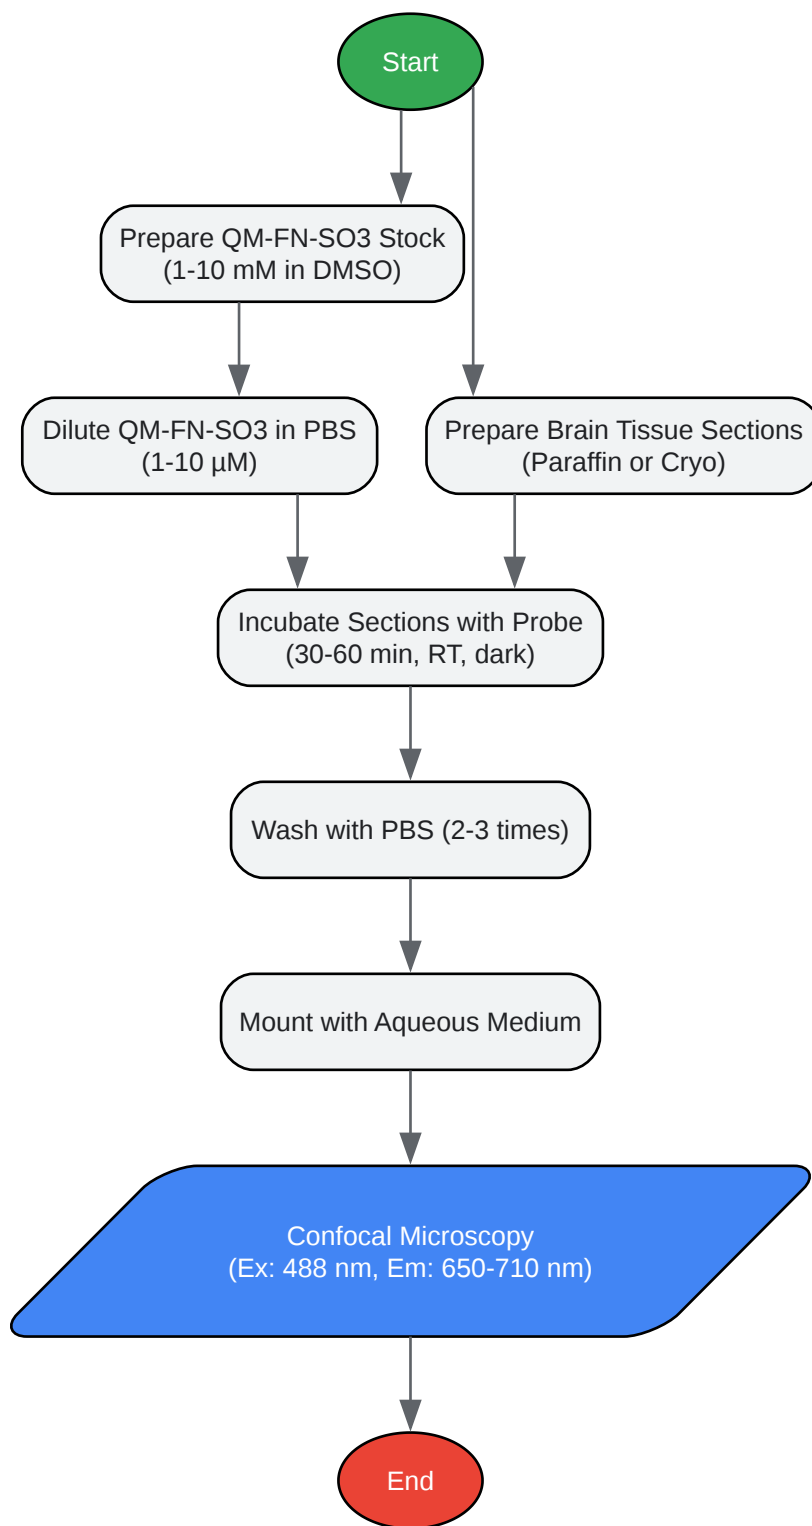 Start
Prepare QM-FN-SO3 Stock
(1-10 mM in DMSO)
Dilute QM-FN-SO3 in PBS
(1-10 µM)
Prepare Brain Tissue Sections
(Paraffin or Cryo)
Incubate Sections with Probe
(30-60 min, RT, dark)
Wash with PBS (2-3 times)
Mount with Aqueous Medium
Confocal Microscopy
(Ex: 488 nm, Em: 650-710 nm)
End